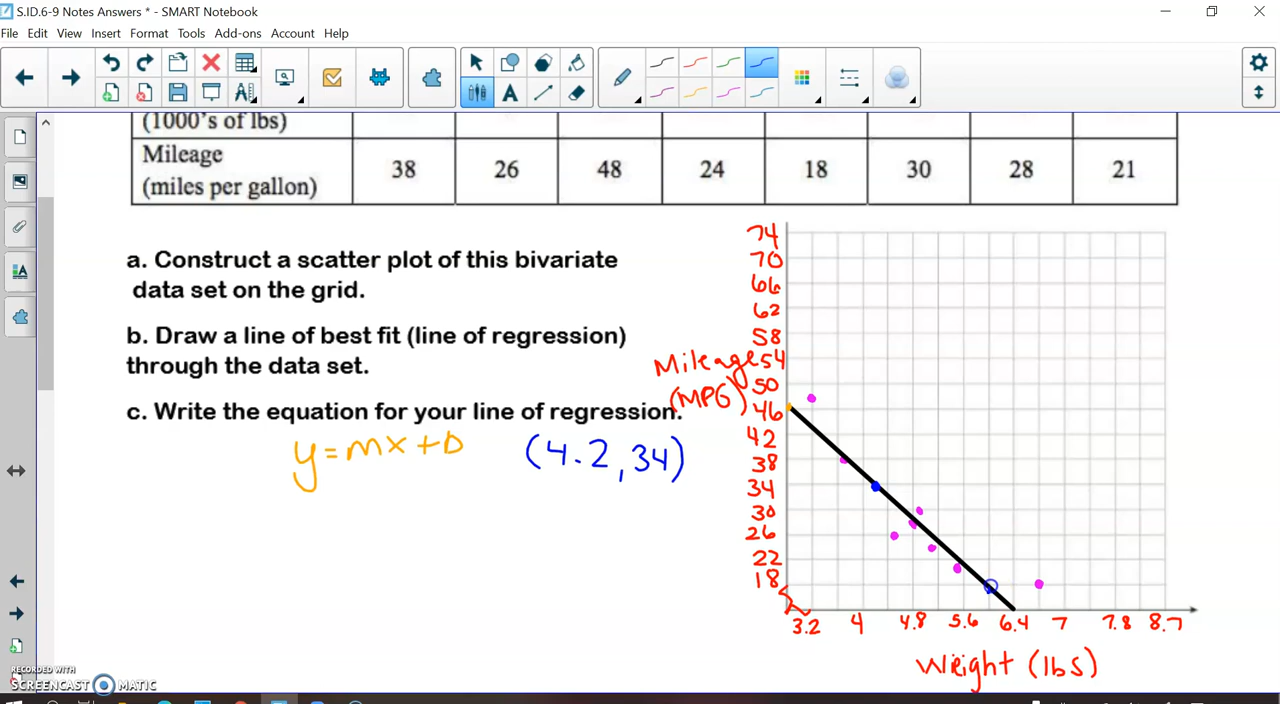 S.ID.6-9 Notes Answers * - SMART Notebook
File Edit View Insert Format Tools Add-ons Account Help
(1000's of lbs)
Mileage
(miles per gallon)
38 26 48 24 18 30 28 21
a. Construct a scatter plot of this bivariate
data set on the grid.
b. Draw a line of best fit (line of regression)
through the data set.
c. Write the equation for your line of regression.
y = mx + b
(4.2, 34)
Mileage
(MPG)
74
70
66
62
58
54
50
46
42
38
34
30
26
22
18
3.2 4 4.8 5.6 6.4 7 7.8 8.7
Weight (lbs)
RECORDED WITH
SCREENCAST MATIC